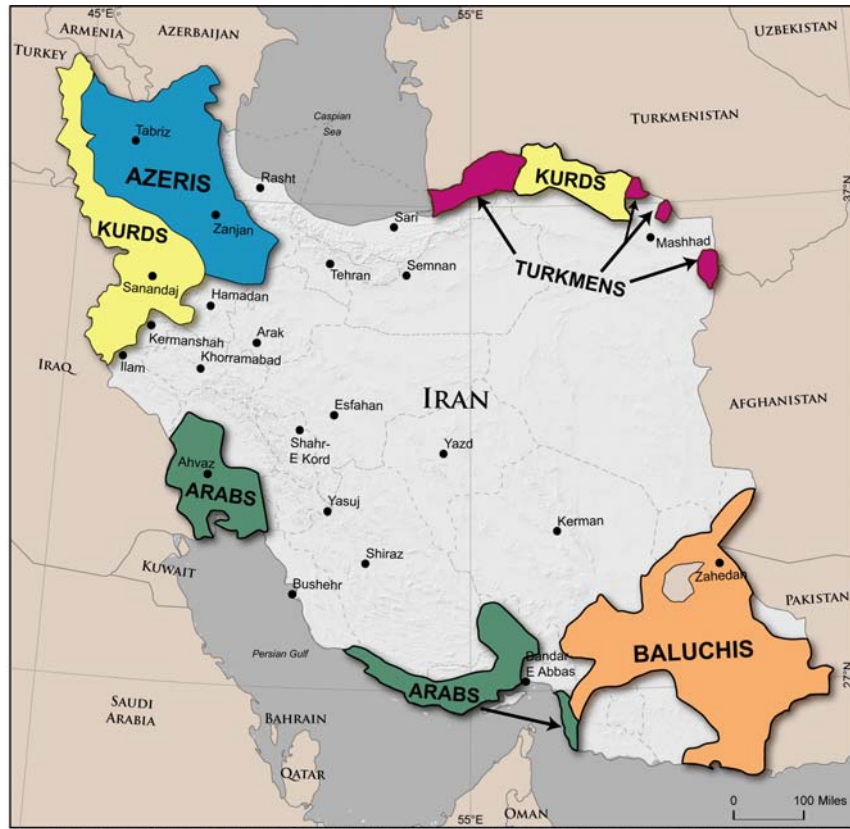 45°E
55°E
ARMENIA
AZERBAIJAN
UZBEKISTAN
TURKEY
TURKMENISTAN
Caspian
Sea
Tabriz
AZERIS
Rasht
KURDS
37°N
Zanjan
Sari
KURDS
Mashhad
Tehran
Semnan
TURKMENS
Sanandaj
Hamadan
Kermanshah
Arak
Ilam
Khorramabad
IRAQ
IRAN
AFGHANISTAN
Esfahan
Shahr-
E Kord
Yazd
Ahvaz
ARABS
Yasuj
Kerman
KUWAIT
Shiraz
Zahedan
Bushehr
PAKISTAN
Persian Gulf
BALUCHIS
Bandar
E Abbas
27°N
ARABS
SAUDI
ARABIA
BAHRAIN
QATAR
OMAN
55°E
0 100 Miles